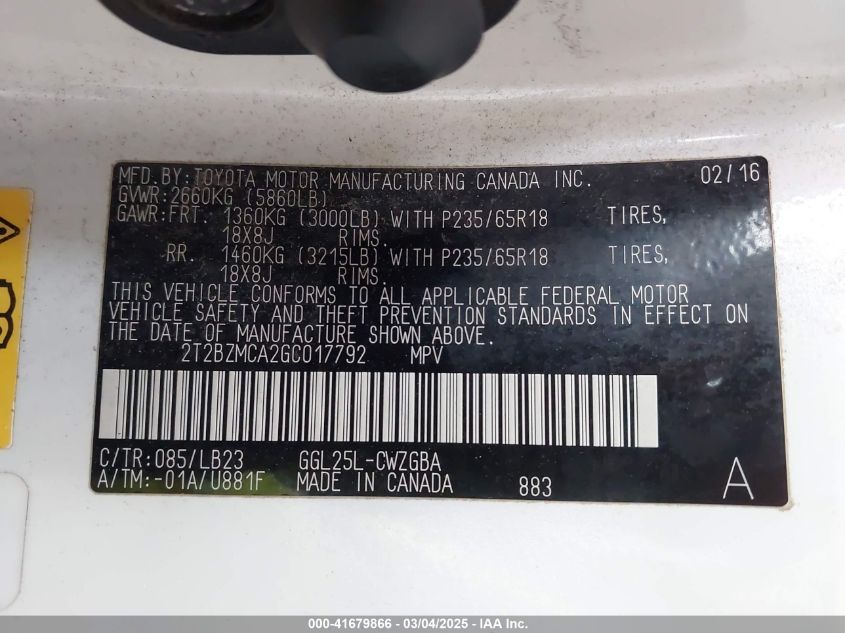 MFD.BY:TOYOTA MOTOR MANUFACTURING CANADA INC. 02/16
GVWR:2660KG (5860LB)
GAWR:FRT. 1360KG (3000LB) WITH P235/65R18 TIRES,
18X8J RIMS.
RR. 1460KG (3215LB) WITH P235/65R18 TIRES,
18X8J RIMS.
THIS VEHICLE CONFORMS TO ALL APPLICABLE FEDERAL MOTOR
VEHICLE SAFETY AND THEFT PREVENTION STANDARDS IN EFFECT ON
THE DATE OF MANUFACTURE SHOWN ABOVE.
2T2BZMCA2GC017792 MPV
C/TR:085/LB23 GGL25L-CWZGBA
A/TM:-01A/U881F MADE IN CANADA 883 A
000-41679866 — 03/04/2025 — IAA Inc.